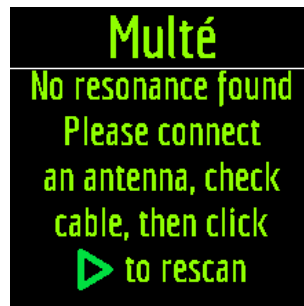 Multé
No resonance found
Please connect
an antenna, check
cable, then click
to rescan